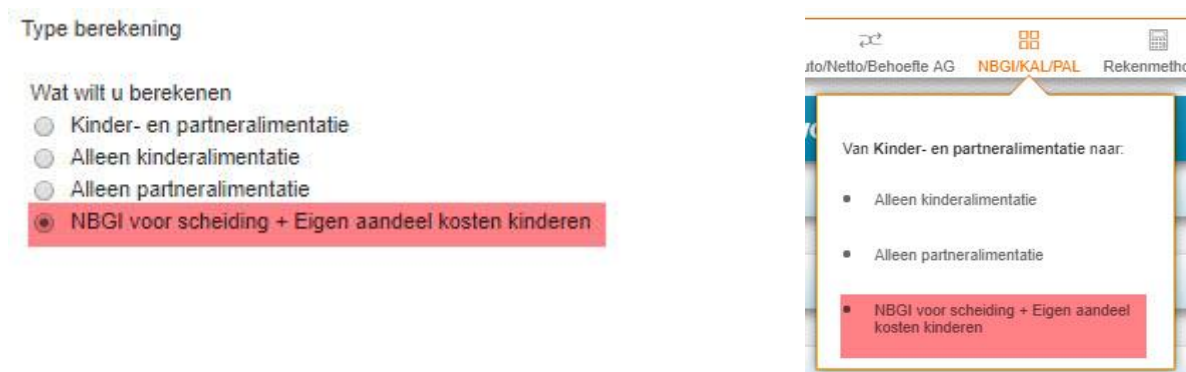 Type berekening
Wat wilt u berekenen
Kinder- en partneralimentatie
Alleen kinderalimentatie
Alleen partneralimentatie
NBGI voor scheiding + Eigen aandeel kosten kinderen
uto/Netto/Behoefte AG NBGI/KAL/PAL Rekenmetho
Van Kinder- en partneralimentatie naar:
Alleen kinderalimentatie
Alleen partneralimentatie
NBGI voor scheiding + Eigen aandeel
kosten kinderen